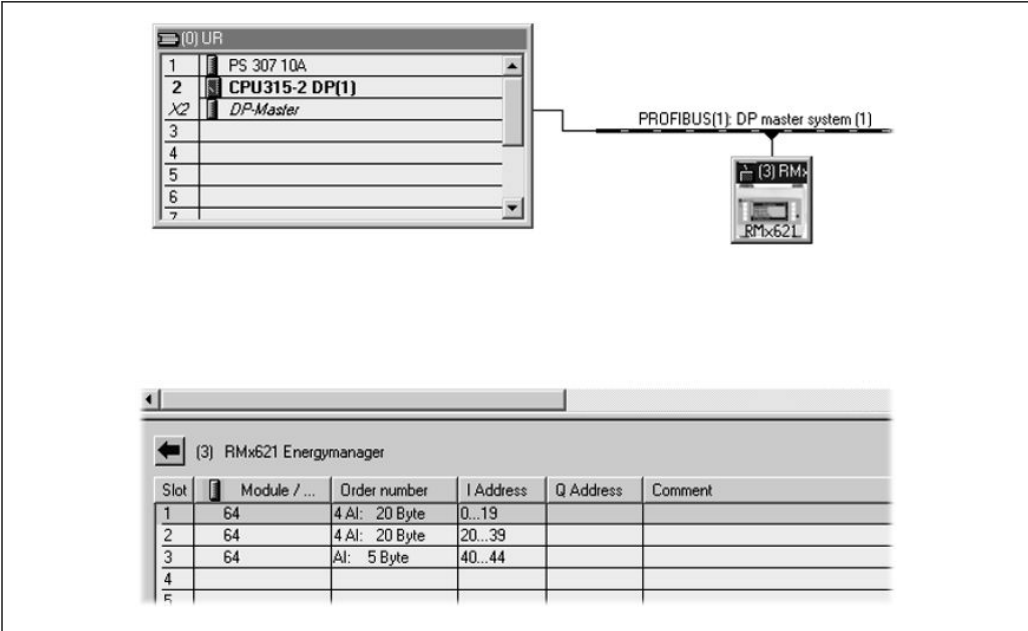 (0) UR
1 PS 307 10A
2 CPU315-2 DP(1)
X2 DP-Master
3
4
5
6
7
PROFIBUS(1): DP master system (1)
(3) RMx
RMx621
(3) RMx621 Energymanager
Slot Module / ... Order number I Address Q Address Comment
1 64 4 AI: 20 Byte 0...19
2 64 4 AI: 20 Byte 20...39
3 64 AI: 5 Byte 40...44
4
5